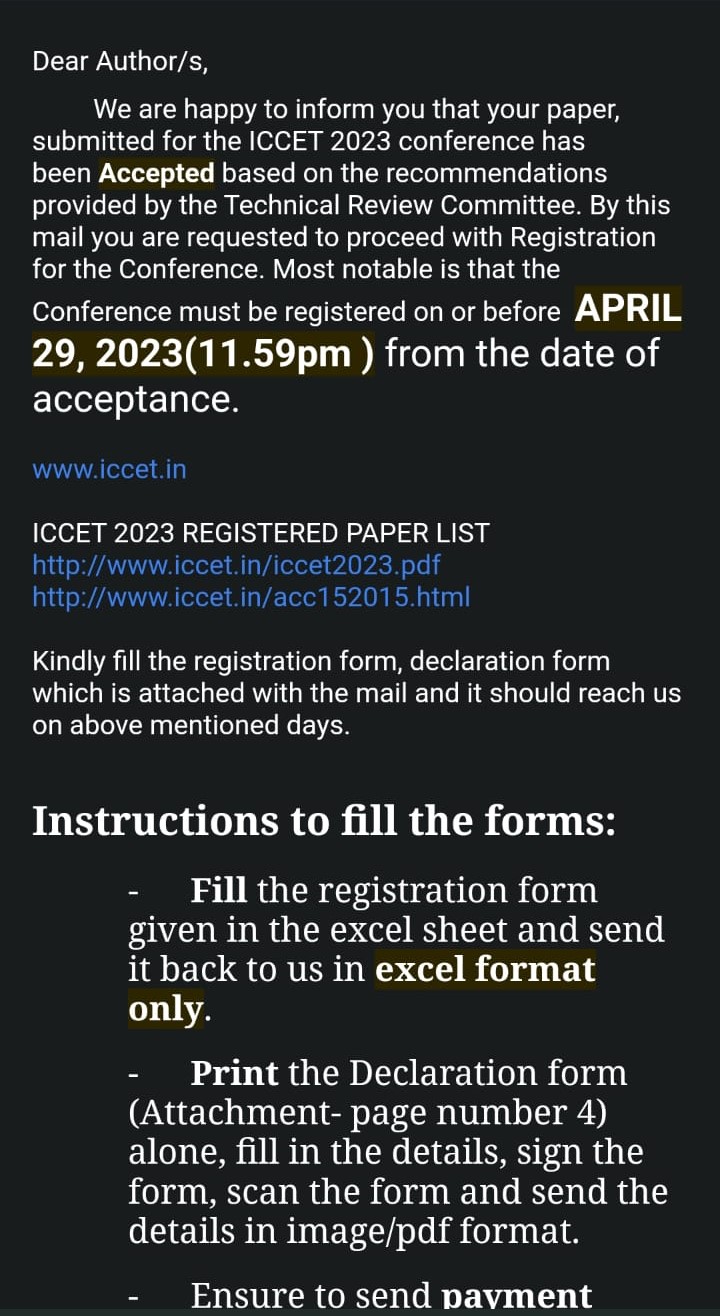 Dear Author/s,
We are happy to inform you that your paper,
submitted for the ICCET 2023 conference has
been Accepted based on the recommendations
provided by the Technical Review Committee. By this
mail you are requested to proceed with Registration
for the Conference. Most notable is that the
Conference must be registered on or before APRIL
29, 2023(11.59pm ) from the date of
acceptance.
www.iccet.in
ICCET 2023 REGISTERED PAPER LIST
http://www.iccet.in/iccet2023.pdf
http://www.iccet.in/acc152015.html
Kindly fill the registration form, declaration form
which is attached with the mail and it should reach us
on above mentioned days.
Instructions to fill the forms:
- Fill the registration form
given in the excel sheet and send
it back to us in excel format
only.
- Print the Declaration form
(Attachment- page number 4)
alone, fill in the details, sign the
form, scan the form and send the
details in image/pdf format.
- Ensure to send payment